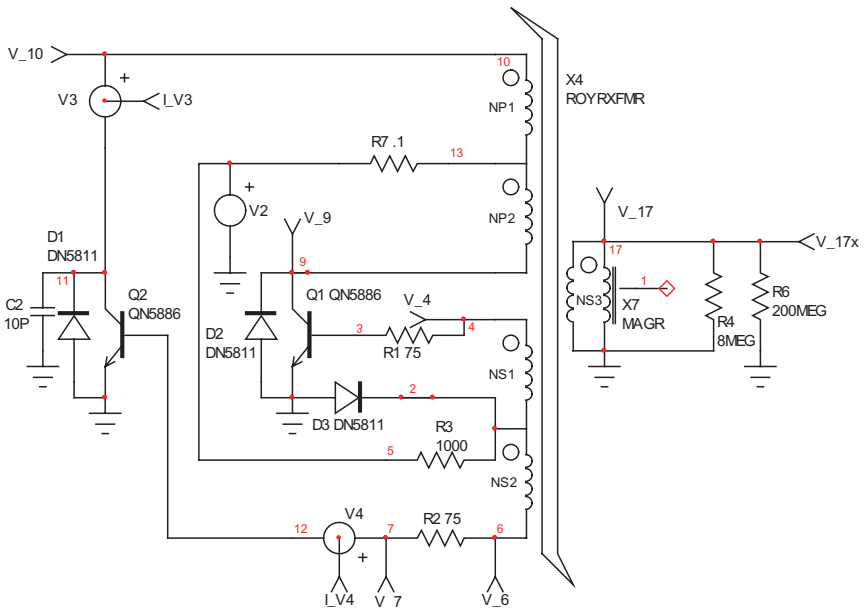 V_10
10
X4
ROYRXFMR
V3
+
I_V3
NP1
R7 .1
13
+
V2
V_9
NP2
V_17
V_17x
D1
DN5811
9
17
11
NS3
1
C2
10P
Q2
QN5886
Q1 QN5886
V_4
X7
MAGR
R4
8MEG
R6
200MEG
D2
DN5811
3
4
R1 75
NS1
2
D3 DN5811
R3
1000
5
NS2
V4
12
7
R2 75
6
+
I_V4
V_7
V_6